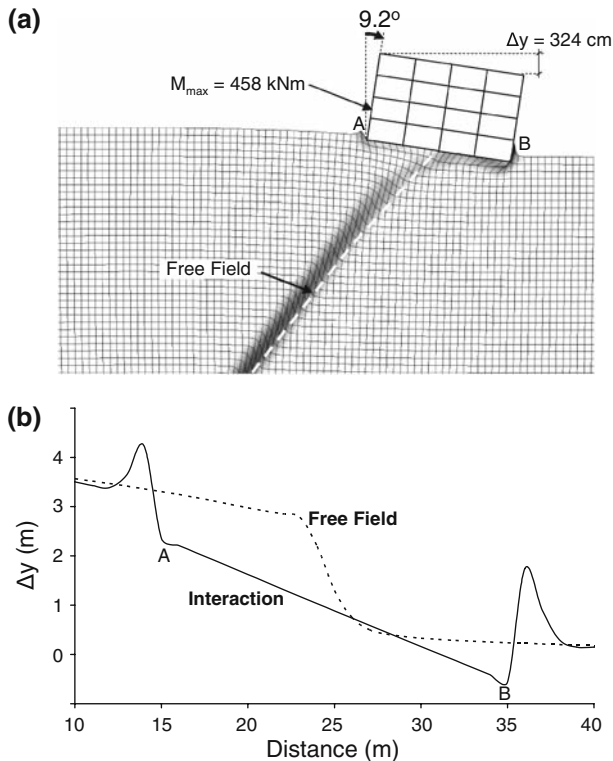 (a)
9.2°
Δy = 324 cm
Mmax = 458 kNm
A
B
Free Field
(b)
4
3
2
1
0
Δy (m)
Free Field
A
Interaction
B
10
15
20
25
30
35
40
Distance (m)